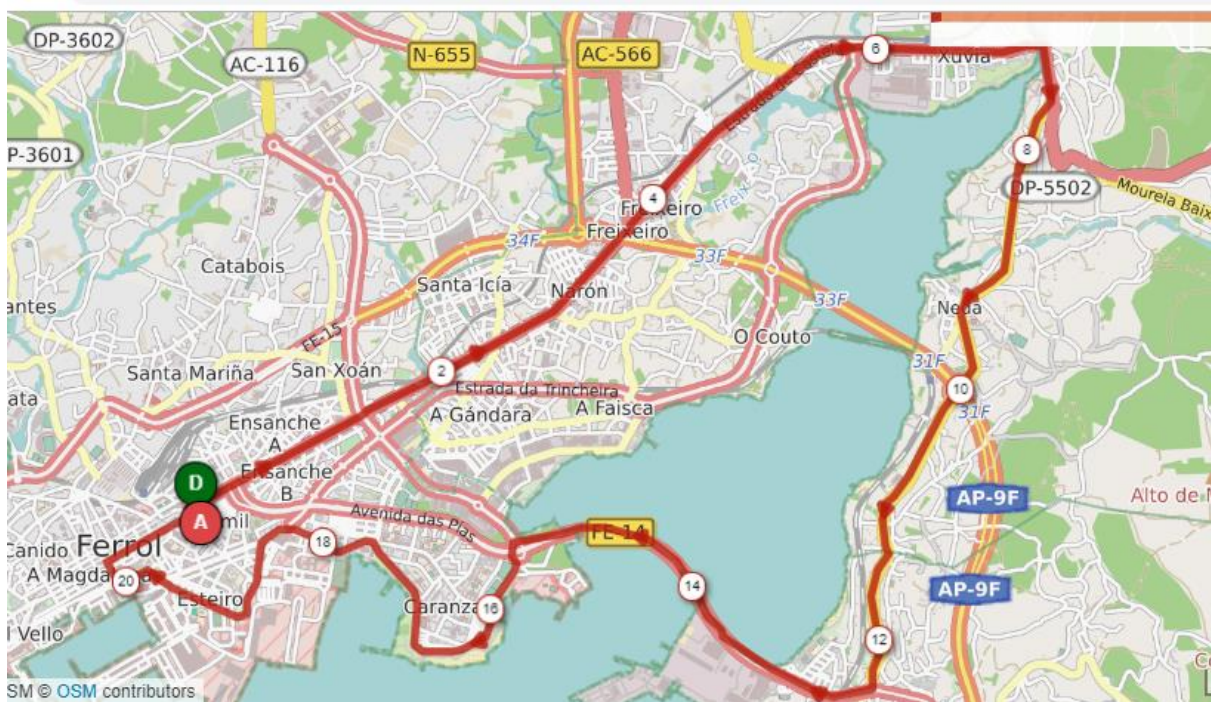 DP-3602
N-655
AC-566
6
Xuvia
AC-116
P-3601
8
DP-5502
Mourela Baix
4
Freixeiro
Freixeiro
34F
33F
Catabois
Santa Icía
33F
antes
Narón
Neda
FE-15
O Couto
31F
2
Santa Mariña
San Xoán
Estrada da Trincheira
10
ata
A Gándara
A Faisca
31F
Ensanche
A
Ensanche
B
D
AP-9F
Alto de
A
mil
Avenida das Pías
FE-14
Canido
Ferrol
18
20
A Magda
14
AP-9F
Esteiro
Caranza
16
l Vello
12
SM © OSM contributors